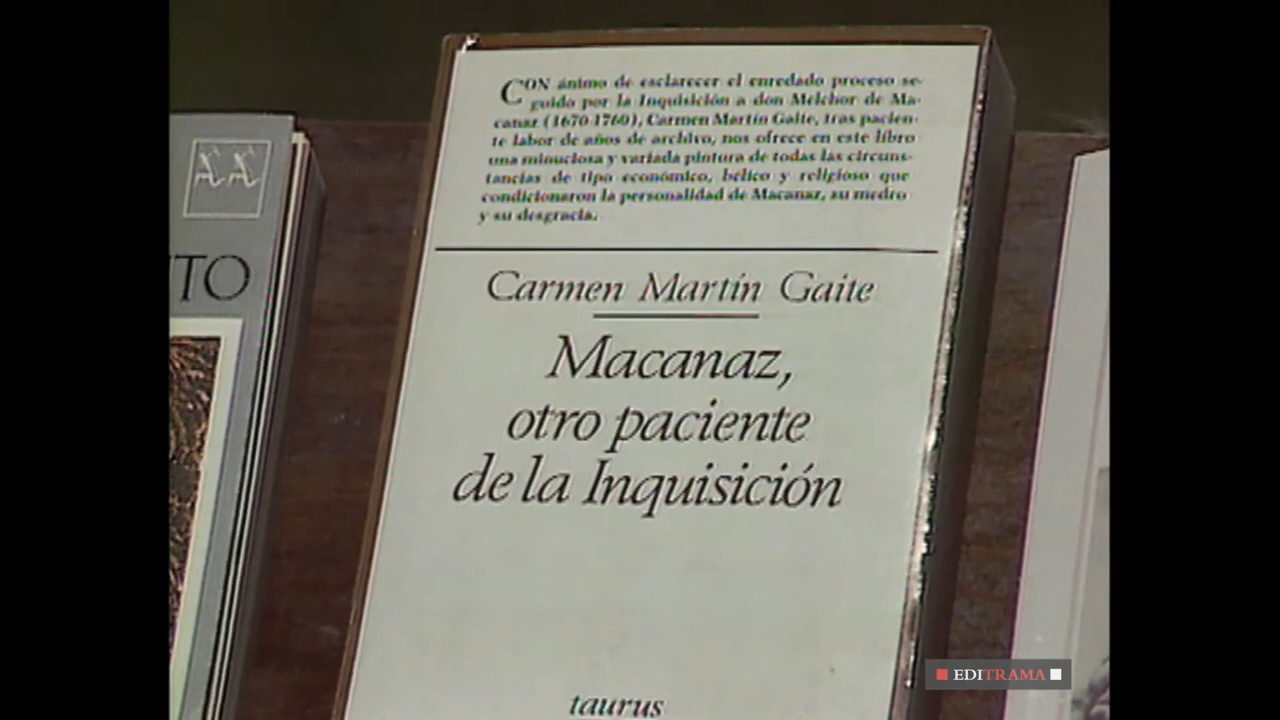 CON ánimo de esclarecer el enredado proceso se-
guido por la Inquisición a don Melchor de Ma-
canaz (1670-1760), Carmen Martín Gaite, tras pacien-
te labor de años de archivo, nos ofrece en este libro
una minuciosa y variada pintura de todas las circuns-
tancias de tipo económico, bélico y religioso que
condicionaron la personalidad de Macanaz, su medro
y su desgracia.
Carmen Martín Gaite
Macanaz,
otro paciente
de la Inquisición
taurus
AA
TO
EDITRAMA